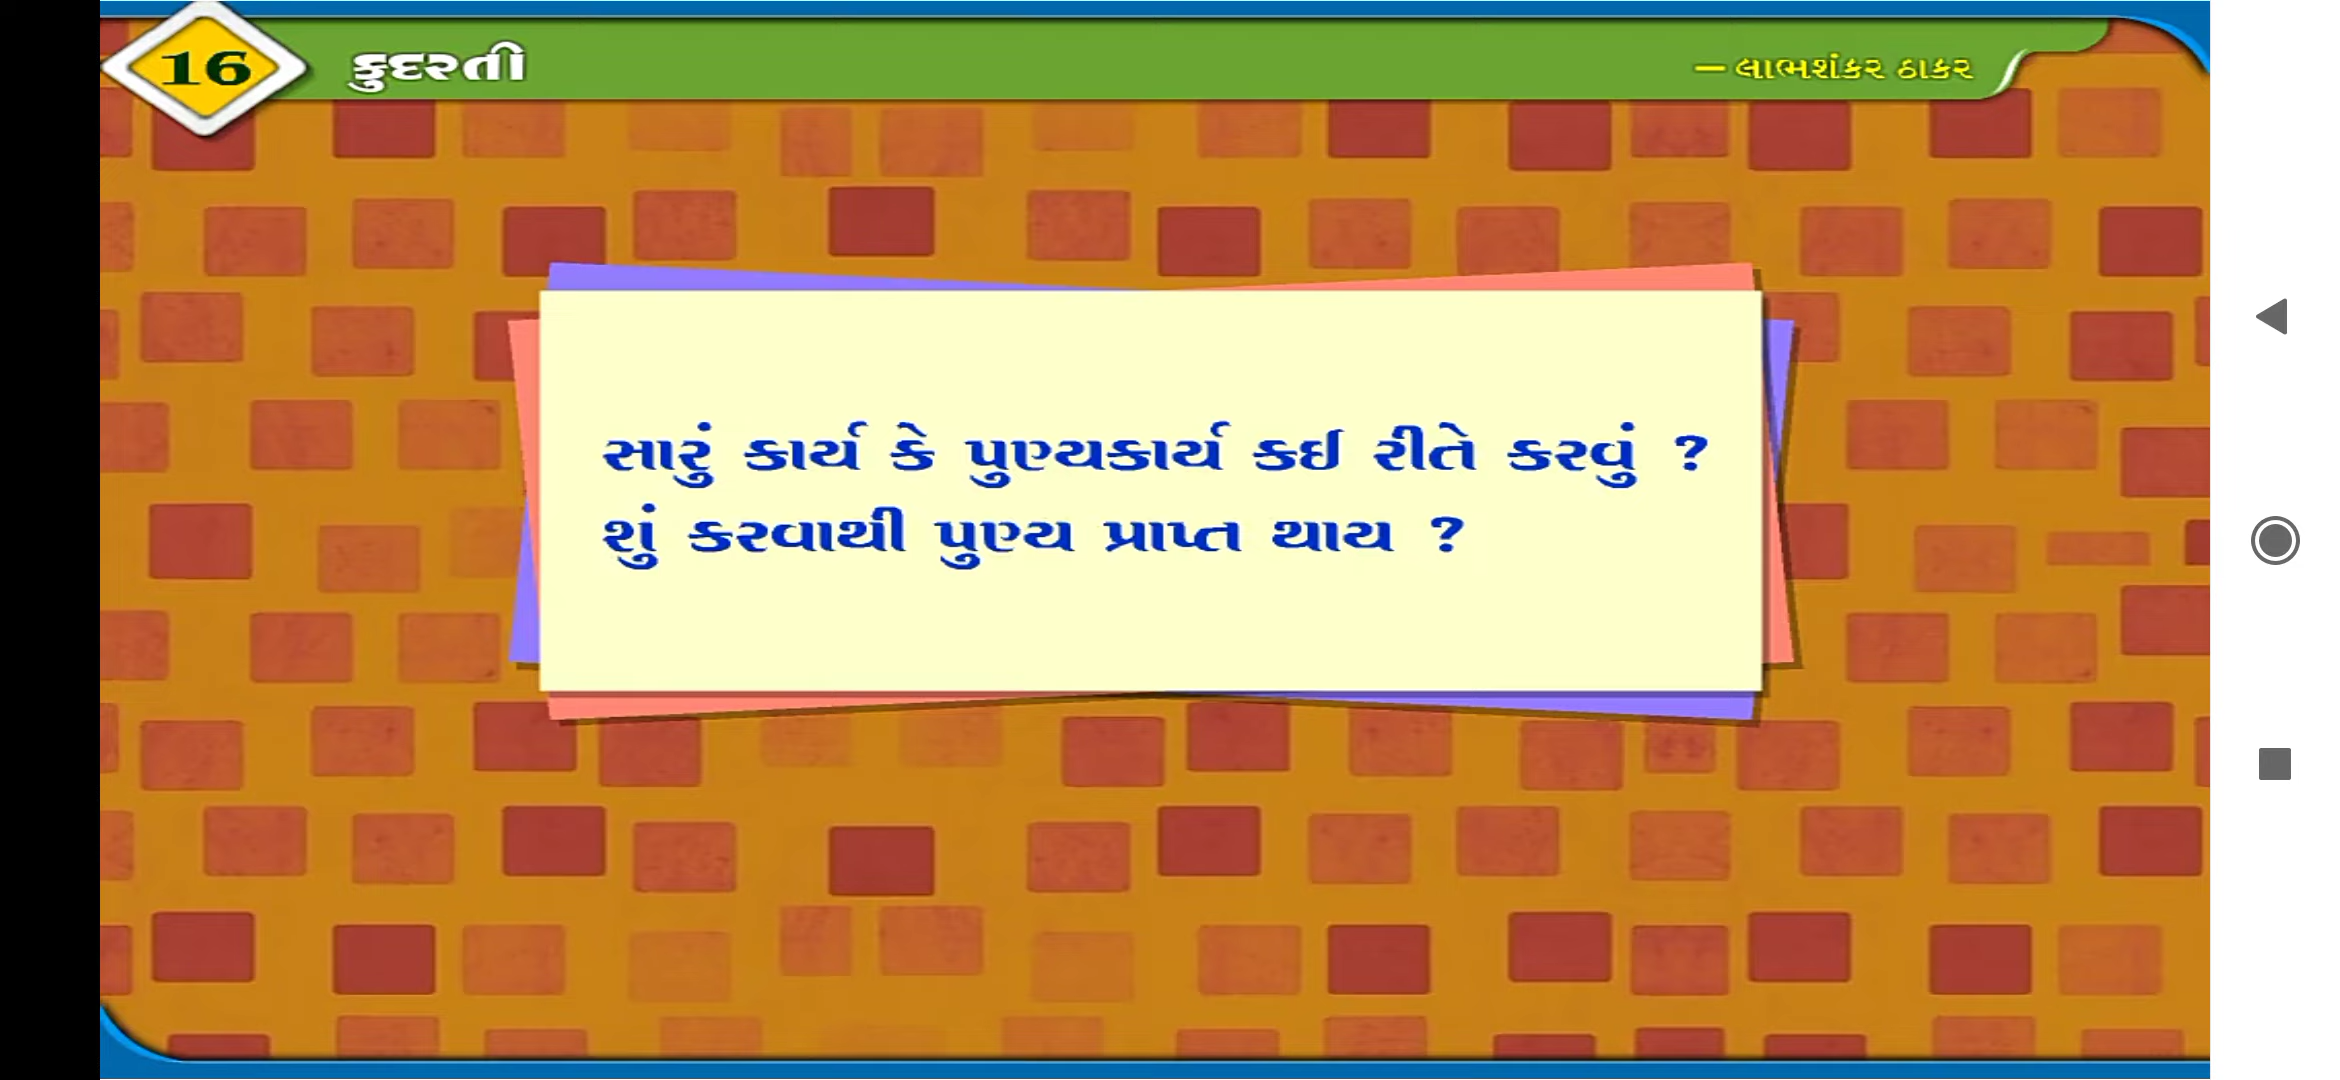 16 કુદરતી
– લાભશંકર ઠાકર
સારું કાર્ય કે પુણ્યકાર્ય કઈ રીતે કરવું ?
શું કરવાથી પુણ્ય પ્રાપ્ત થાય ?